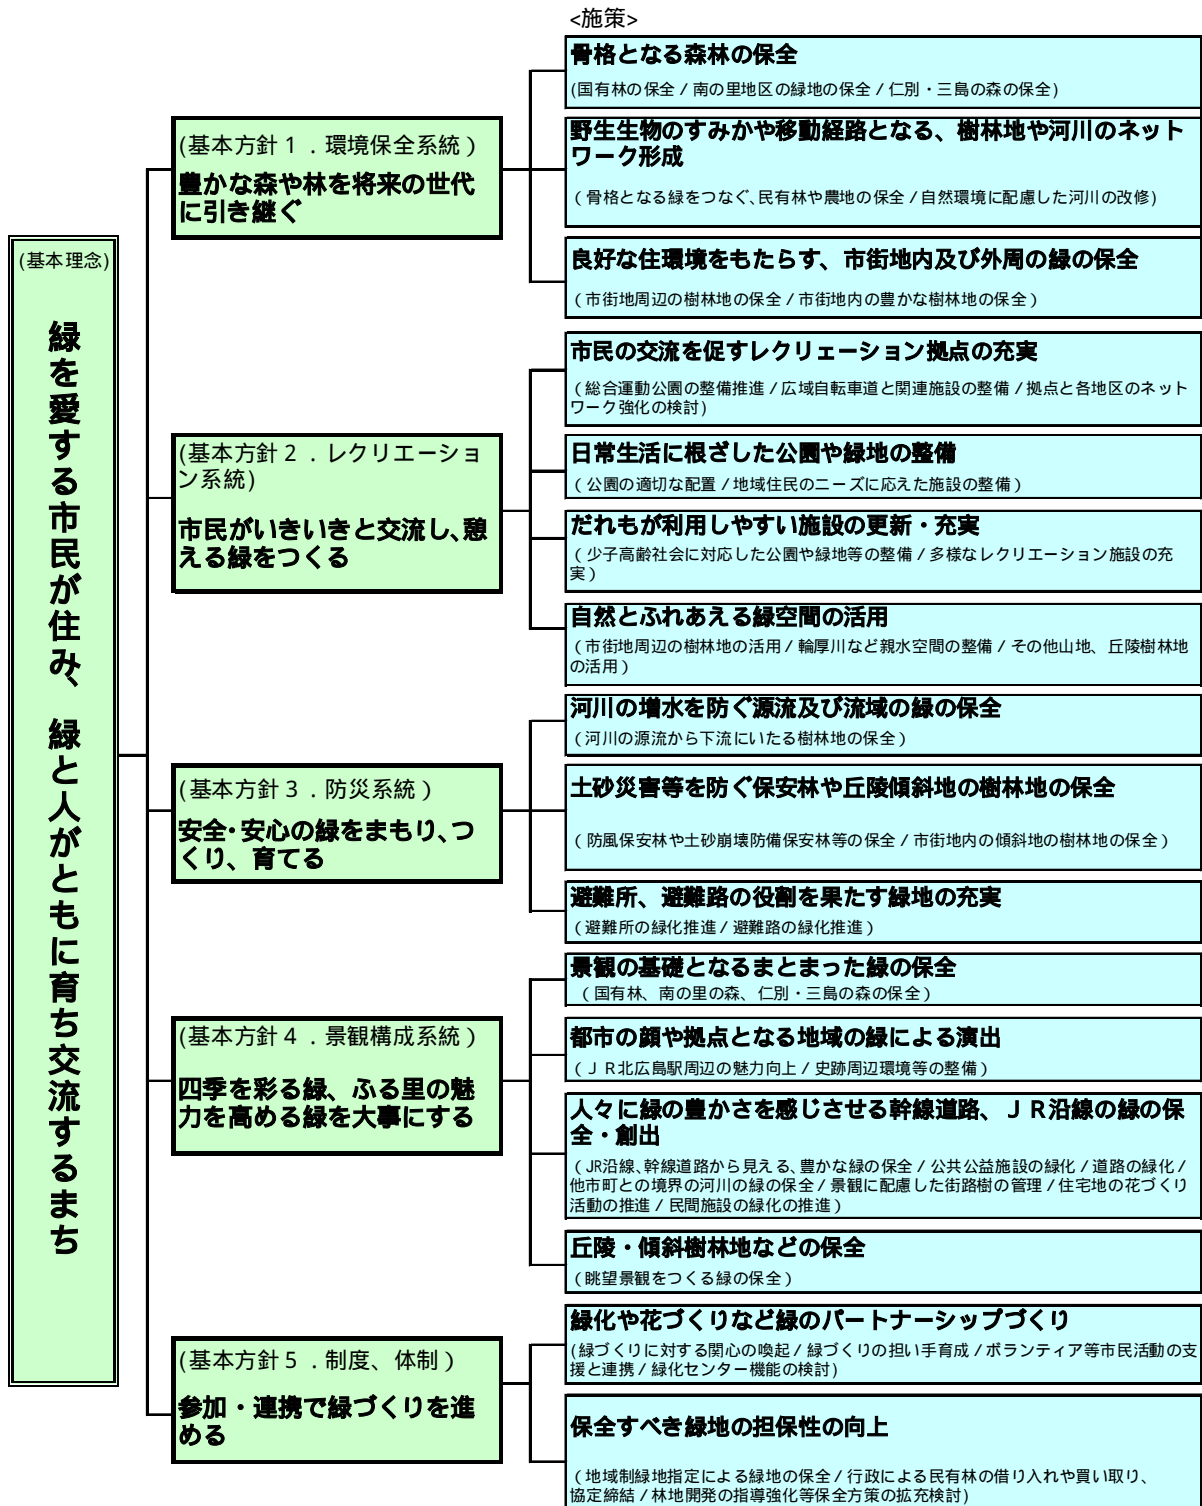 <施策>
(基本理念)
緑を愛する市民が住み、緑と人がともに育ち交流するまち
(基本方針１．環境保全系統)
豊かな森や林を将来の世代
に引き継ぐ
骨格となる森林の保全
(国有林の保全/南の里地区の緑地の保全/仁別・三島の森の保全)
野生生物のすみかや移動経路となる、樹林地や河川のネット
ワーク形成
(骨格となる緑をつなぐ、民有林や農地の保全/自然環境に配慮した河川の改修)
良好な住環境をもたらす、市街地内及び外周の緑の保全
(市街地周辺の樹林地の保全/市街地内の豊かな樹林地の保全)
(基本方針２．レクリエーショ
ン系統)
市民がいきいきと交流し、憩
える緑をつくる
市民の交流を促すレクリェーション拠点の充実
(総合運動公園の整備推進/広域自転車道と関連施設の整備/拠点と各地区のネット
ワーク強化の検討)
日常生活に根ざした公園や緑地の整備
(公園の適切な配置/地域住民のニーズに応えた施設の整備)
だれもが利用しやすい施設の更新・充実
(少子高齢社会に対応した公園や緑地等の整備/多様なレクリエーション施設の充
実)
自然とふれあえる緑空間の活用
(市街地周辺の樹林地の活用/輪厚川など親水空間の整備/その他山地、丘陵樹林地
の活用)
(基本方針３．防災系統)
安全・安心の緑をまもり、つ
くり、育てる
河川の増水を防ぐ源流及び流域の緑の保全
(河川の源流から下流にいたる樹林地の保全)
土砂災害等を防ぐ保安林や丘陵傾斜地の樹林地の保全
(防風保安林や土砂崩壊防備保安林等の保全/市街地内の傾斜地の樹林地の保全)
避難所、避難路の役割を果たす緑地の充実
(避難所の緑化推進/避難路の緑化推進)
(基本方針４．景観構成系統)
四季を彩る緑、ふる里の魅
力を高める緑を大事にする
景観の基礎となるまとまった緑の保全
(国有林、南の里の森、仁別・三島の森の保全)
都市の顔や拠点となる地域の緑による演出
(ＪＲ北広島駅周辺の魅力向上/史跡周辺環境等の整備)
人々に緑の豊かさを感じさせる幹線道路、ＪＲ沿線の緑の保
全・創出
(JR沿線、幹線道路から見える、豊かな緑の保全/公共公益施設の緑化/道路の緑化/
他市町との境界の河川の緑の保全/景観に配慮した街路樹の管理/住宅地の花づくり
活動の推進/民間施設の緑化の推進)
丘陵・傾斜樹林地などの保全
(眺望景観をつくる緑の保全)
(基本方針５．制度、体制)
参加・連携で緑づくりを進
める
緑化や花づくりなど緑のパートナーシップづくり
(緑づくりに対する関心の喚起/緑づくりの担い手育成/ボランティア等市民活動の支
援と連携/緑化センター機能の検討)
保全すべき緑地の担保性の向上
(地域制緑地指定による緑地の保全/行政による民有林の借り入れや買い取り、
協定締結/林地開発の指導強化等保全方策の拡充検討)